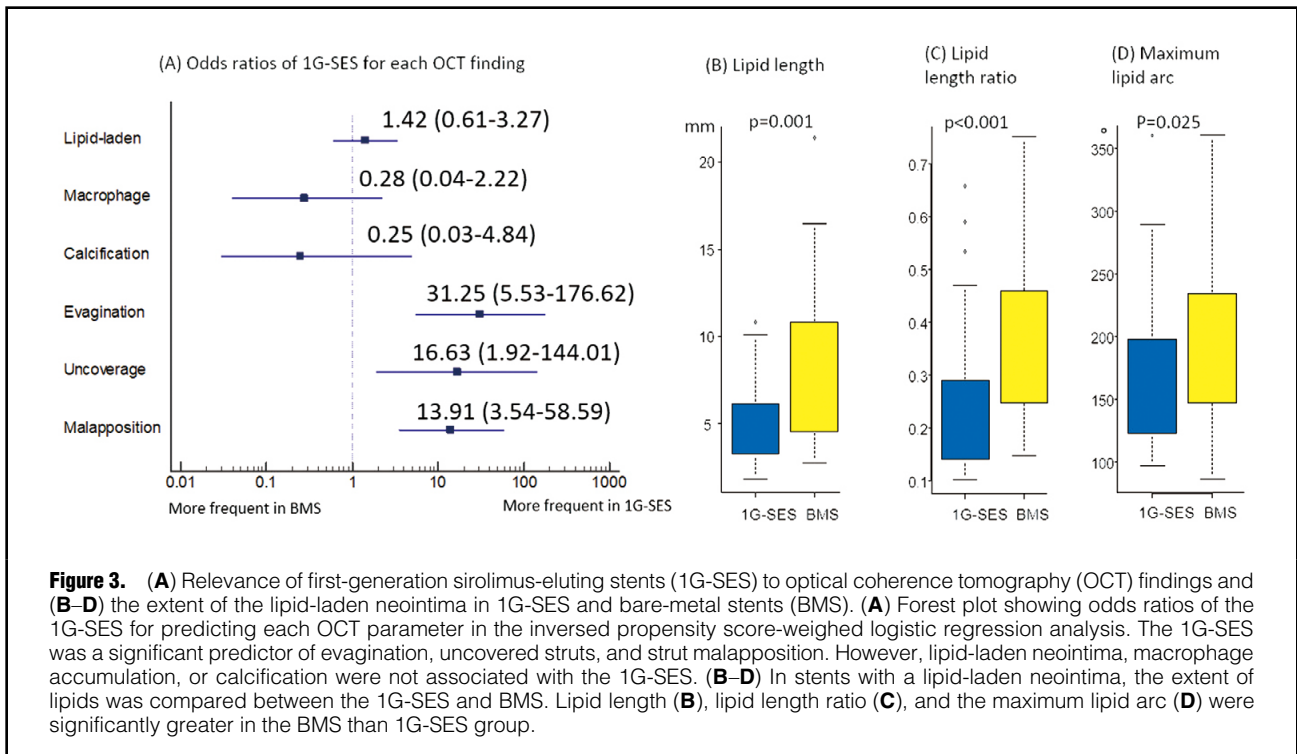 (A) Odds ratios of 1G-SES for each OCT finding
Lipid-laden
1.42 (0.61-3.27)
Macrophage
0.28 (0.04-2.22)
Calcification
0.25 (0.03-4.84)
Evagination
31.25 (5.53-176.62)
Uncoverage
16.63 (1.92-144.01)
Malapposition
13.91 (3.54-58.59)
0.01 0.1 1 10 100 1000
More frequent in BMS
More frequent in 1G-SES
(B) Lipid length
mm
p=0.001
20
15
10
5
1G-SES BMS
(C) Lipid
length ratio
p<0.001
0.7
0.6
0.5
0.4
0.3
0.2
0.1
1G-SES BMS
(D) Maximum
lipid arc
P=0.025
°
350
300
250
200
150
100
1G-SES BMS
Figure 3. (A) Relevance of first-generation sirolimus-eluting stents (1G-SES) to optical coherence tomography (OCT) findings and
(B–D) the extent of the lipid-laden neointima in 1G-SES and bare-metal stents (BMS). (A) Forest plot showing odds ratios of the
1G-SES for predicting each OCT parameter in the inversed propensity score-weighed logistic regression analysis. The 1G-SES
was a significant predictor of evagination, uncovered struts, and strut malapposition. However, lipid-laden neointima, macrophage
accumulation, or calcification were not associated with the 1G-SES. (B–D) In stents with a lipid-laden neointima, the extent of
lipids was compared between the 1G-SES and BMS. Lipid length (B), lipid length ratio (C), and the maximum lipid arc (D) were
significantly greater in the BMS than 1G-SES group.